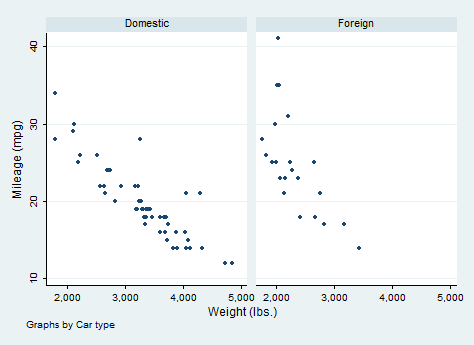 Domestic
Foreign
Mileage (mpg)
40
30
20
10
2,000 3,000 4,000 5,000
2,000 3,000 4,000 5,000
Weight (lbs.)
Graphs by Car type